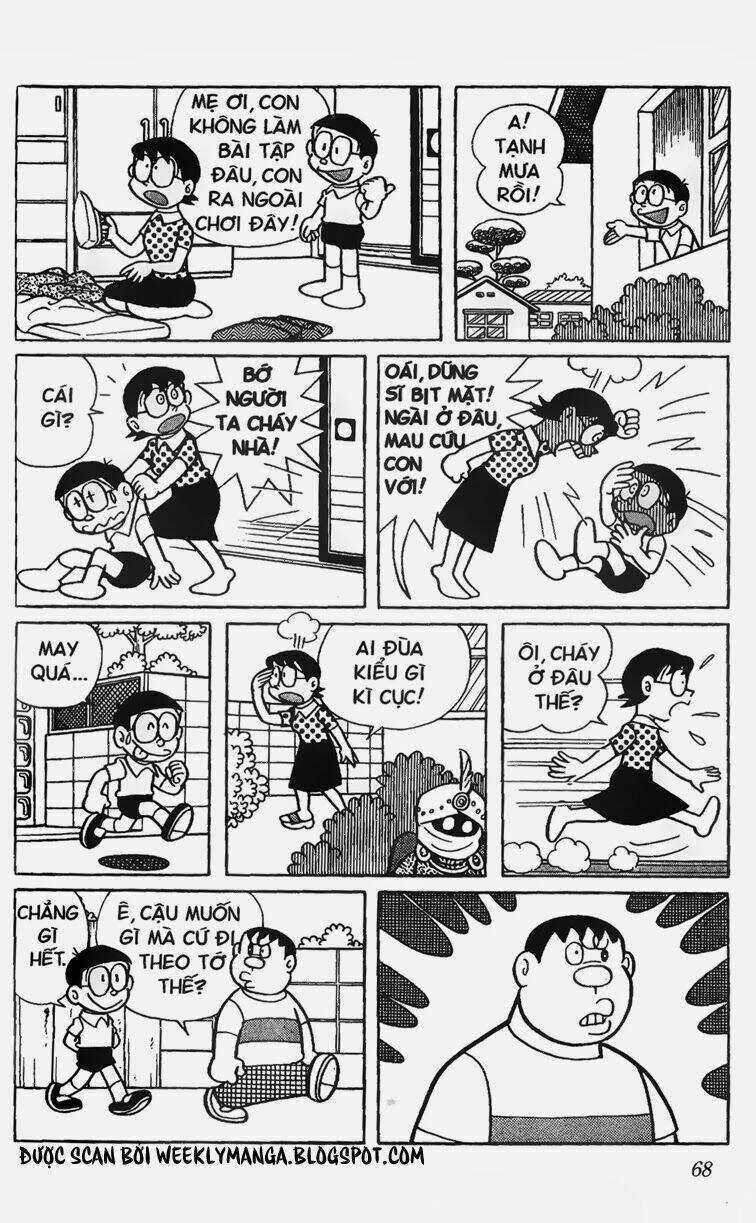 A!
TẠNH
MƯA
RỒI!
MẸ ƠI, CON
KHÔNG LÀM
BÀI TẬP
ĐÂU, CON
RA NGOÀI
CHƠI ĐÂY!
OÁI, DŨNG
SĨ BỊT MẶT!
NGÀI Ở ĐÂU,
MAU CỨU
CON
VỚI!
BỚ
NGƯỜI
TA CHÁY
NHÀ!
CÁI
GÌ?
ÔI, CHÁY
Ở ĐÂU
THẾ?
AI ĐÙA
KIỂU GÌ
KÌ CỤC!
MAY
QUÁ...
Ê, CẬU MUỐN
GÌ MÀ CỨ ĐI
THEO TỚ
THẾ?
CHẲNG
GÌ
HẾT.
ĐƯỢC SCAN BỞI WEEKLYMANGA.BLOGSPOT.COM
68